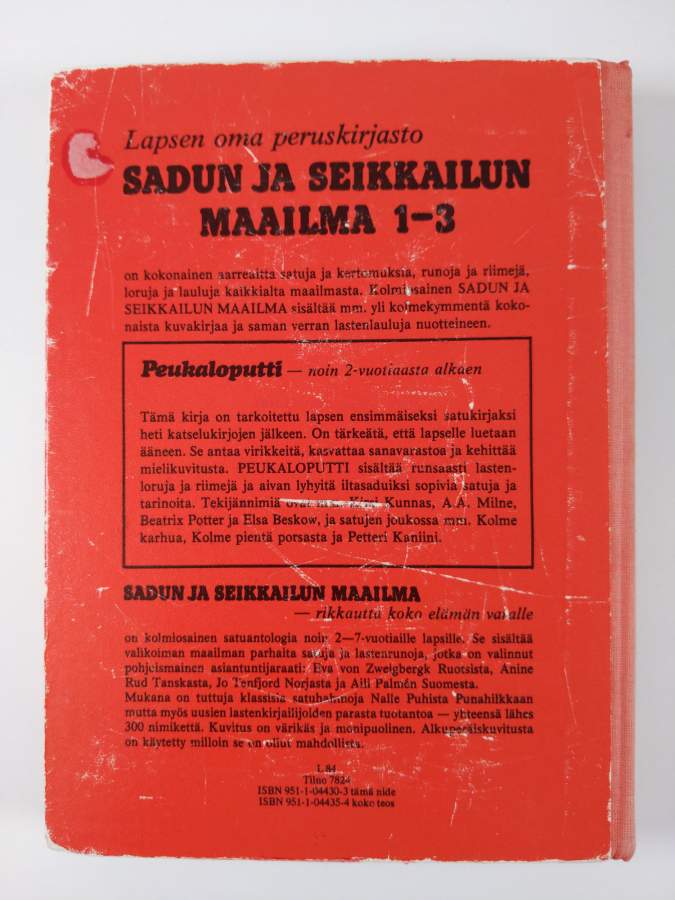 Lapsen oma peruskirjasto
SADUN JA SEIKKAILUN
MAAILMA 1-3
on kokonainen aarreaitta satuja ja kertomuksia, runoja ja riimejä,
loruja ja lauluja kaikkialta maailmasta. Kolmiosainen SADUN JA
SEIKKAILUN MAAILMA sisältää mm. yli kolmekymmentä koko-
naista kuvakirjaa ja saman verran lastenlauluja nuotteineen.
Peukaloputti — noin 2-vuotiaasta alkaen
Tämä kirja on tarkoitettu lapsen ensimmäiseksi satukirjaksi
heti katselukirjojen jälkeen. On tärkeätä, että lapselle luetaan
ääneen. Se antaa virikkeitä, kasvattaa sanavarastoa ja kehittää
mielikuvitusta. PEUKALOPUTTI sisältää runsaasti lasten-
loruja ja riimejä ja aivan lyhyitä iltasaduiksi sopivia satuja ja
tarinoita. Tekijännimiä ovat mm. Kirsi Kunnas, A.A. Milne,
Beatrix Potter ja Elsa Beskow, ja satujen joukossa mm. Kolme
karhua, Kolme pientä porsasta ja Petteri Kaniini.
SADUN JA SEIKKAILUN MAAILMA
— rikkautta koko elämän varalle
on kolmiosainen satuantologia noin 2—7-vuotiaille lapsille. Se sisältää
valikoiman maailman parhaita satuja ja lastenrunoja, jotka on valinnut
pohjoismainen asiantuntijaraati: Eva von Zweigbergk Ruotsista, Anine
Rud Tanskasta, Jo Tenfjord Norjasta ja Aili Palmén Suomesta.
Mukana on tuttuja klassisia satuhahmoja Nalle Puhista Punahilkkaan
mutta myös uusien lastenkirjailijoiden parasta tuotantoa — yhteensä lähes
300 nimikettä. Kuvitus on värikäs ja monipuolinen. Alkuperäiskuvitusta
on käytetty milloin se on ollut mahdollista.
L 84
Tilno 7824
ISBN 951-1-04430-3 tämä nide
ISBN 951-1-04435-4 koko teos